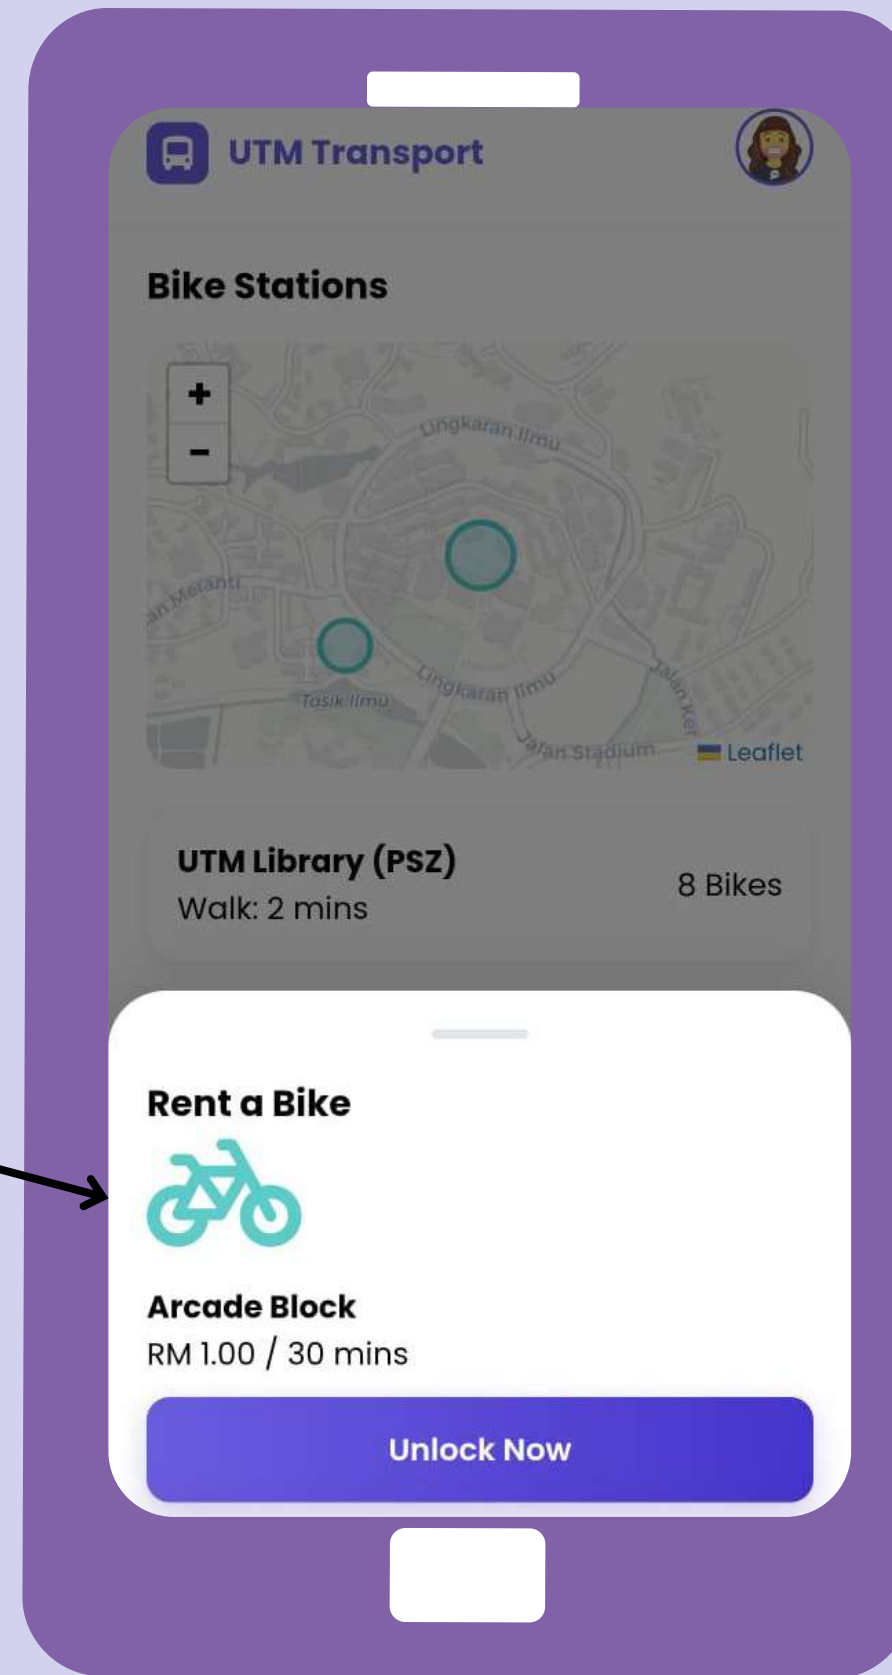 UTM Transport
Bike Stations
+
−
Lingkaran Ilmu
an Meranti
Lingkaran Ilmu
Tasik Ilmu
Jalan Ker
Jalan Stadium
Leaflet
UTM Library (PSZ)
8 Bikes
Walk: 2 mins
Rent a Bike
Arcade Block
RM 1.00 / 30 mins
Unlock Now